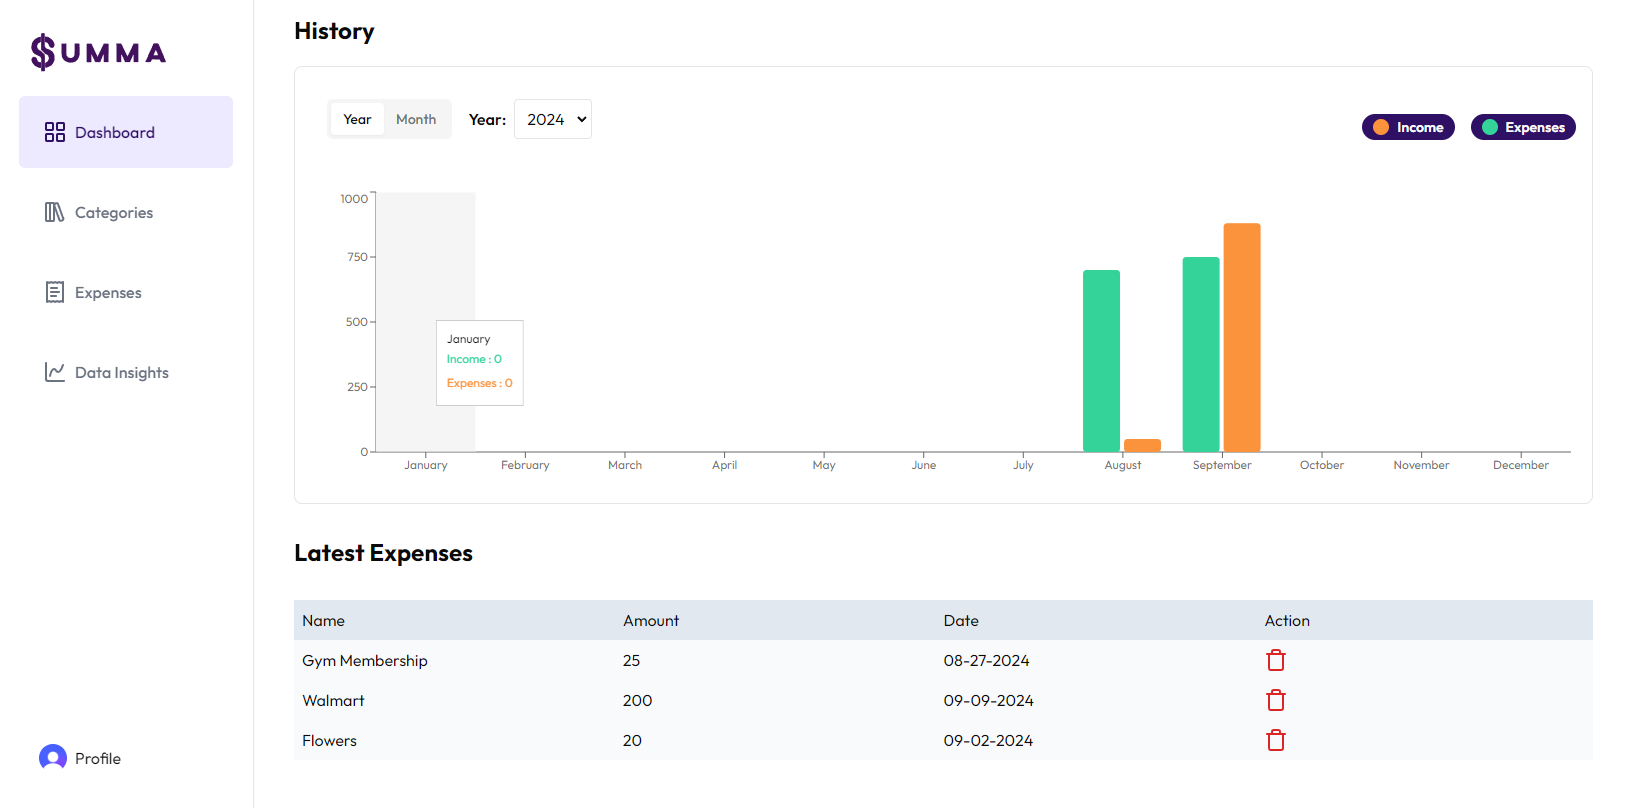 History
$UMMA
Year Month Year: 2024
Income Expenses
Dashboard
Categories
Expenses
Data Insights
1000
750
500
250
0
January
Income : 0
Expenses : 0
January February March April May June July August September October November December
Latest Expenses
Name Amount Date Action
Gym Membership 25 08-27-2024
Walmart 200 09-09-2024
Flowers 20 09-02-2024
Profile